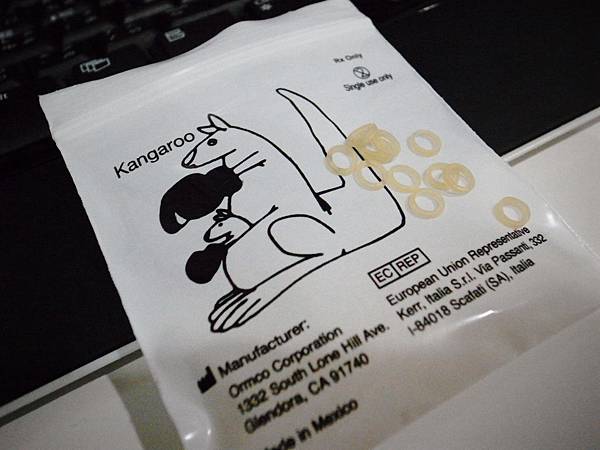 Rx Only
Single use only
Kangaroo
EC REP
European Union Representative
Kerr, Italia S.r.l. Via Passanti, 332
I-84018 Scafati (SA), Italia
Manufacturer:
Ormco Corporation
1332 South Lone Hill Ave.
Glendora, CA 91740
in Mexico